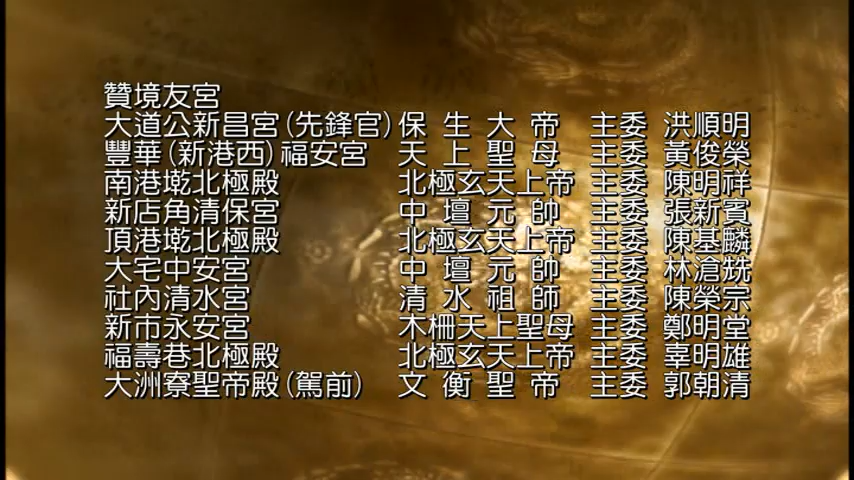 贊境友宮
大道公新昌宮(先鋒官) 保生大帝 主委 洪順明
豐華(新港西)福安宮 天上聖母 主委 黃俊榮
南港墘北極殿 北極玄天上帝 主委 陳明祥
新店角清保宮 中壇元帥 主委 張新賓
頂港墘北極殿 北極玄天上帝 主委 陳基麟
大宅中安宮 中壇元帥 主委 林滄兟
社內清水宮 清水祖師 主委 陳榮宗
新市永安宮 木柵天上聖母 主委 鄭明堂
福壽巷北極殿 北極玄天上帝 主委 辜明雄
大洲寮聖帝殿(駕前) 文衡聖帝 主委 郭朝清